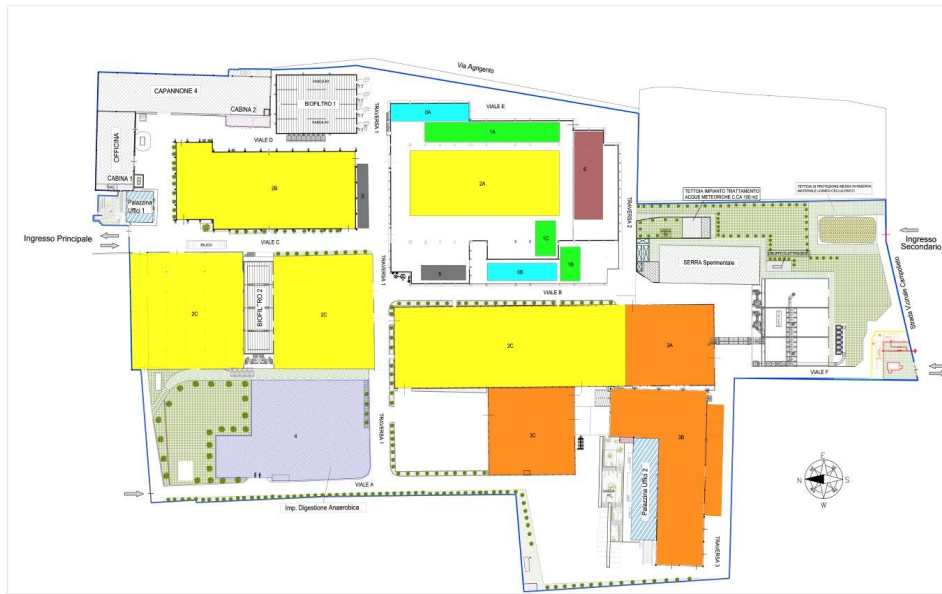 Via Agrigento
CAPANNONE 4
CABINA 2
BIOFILTRO 1
TRAVERSA 1
VIALE E
0A
1A
OFFICINA
VIALE D
2B
2A
6
CABINA 1
Palazzina
Uffici 1
5
TETTOIA IMPIANTO TRATTAMENTO
ACQUE METEORICHE C.CA 100 m2
TRAVERSA 2
Ingresso Principale
VIALE C
1C
1B
Ingresso
Secondario
5
0B
SERRA Sperimentale
TRAVERSA 1
VIALE B
Strada Vicinale Ciampolillo
2C
BIOFILTRO 2
2C
2C
3A
VIALE F
4
TRAVERSA 1
3C
3B
Palazzina Uffici 2
VIALE A
Imp. Digestione Anaerobica
TRAVERSA 3
E
N
S
W